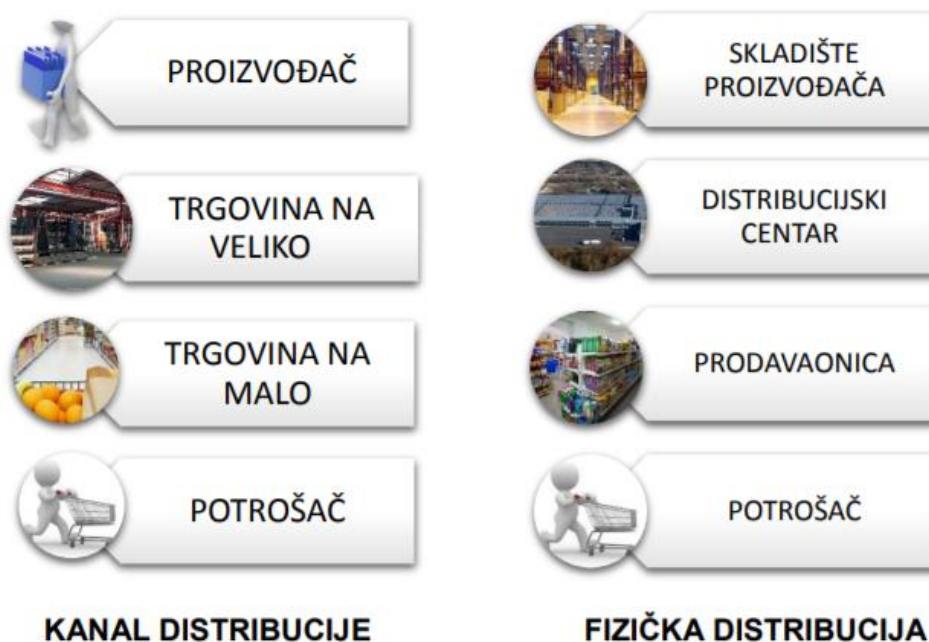 PROIZVOĐAČ
TRGOVINA NA
VELIKO
TRGOVINA NA
MALO
POTROŠAČ
KANAL DISTRIBUCIJE
SKLADIŠTE
PROIZVOĐAČA
DISTRIBUCIJSKI
CENTAR
PRODAVAONICA
POTROŠAČ
FIZIČKA DISTRIBUCIJA